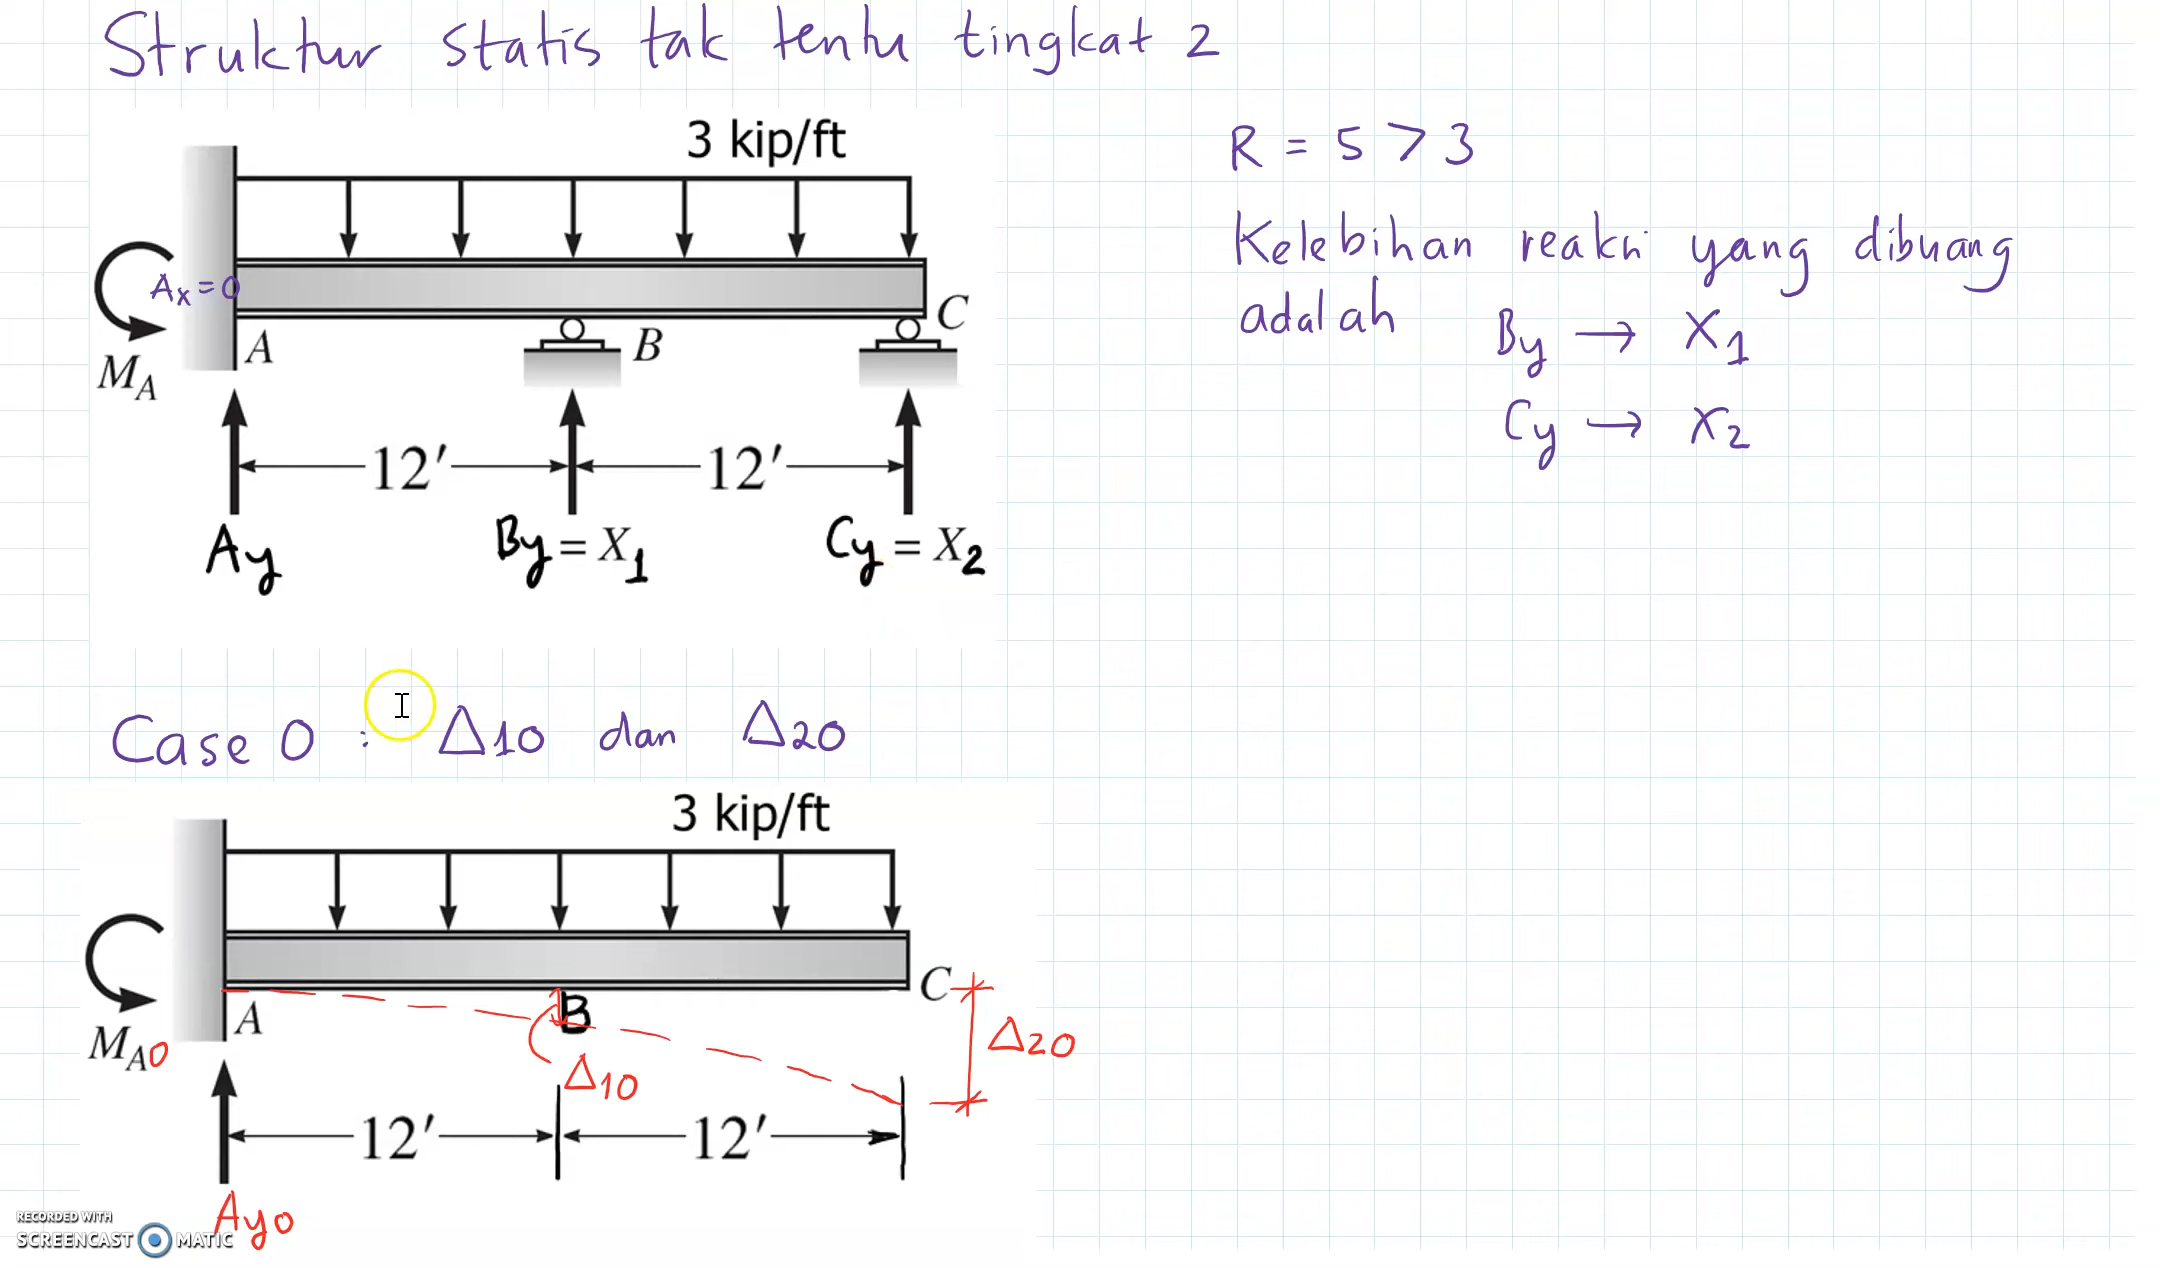 Struktur statis tak tentu tingkat 2
3 kip/ft
R = 5 > 3
Kelebihan reaksi yang dibuang
adalah By → X1
Cy → X2
Ax = 0
MA
A
B
C
12′ 12′
Ay
By = X1
Cy = X2
Case 0 : Δ10 dan Δ20
3 kip/ft
MA0
A
B
C
Δ10
Δ20
12′ 12′
Ay0
RECORDED WITH
SCREENCAST MATIC